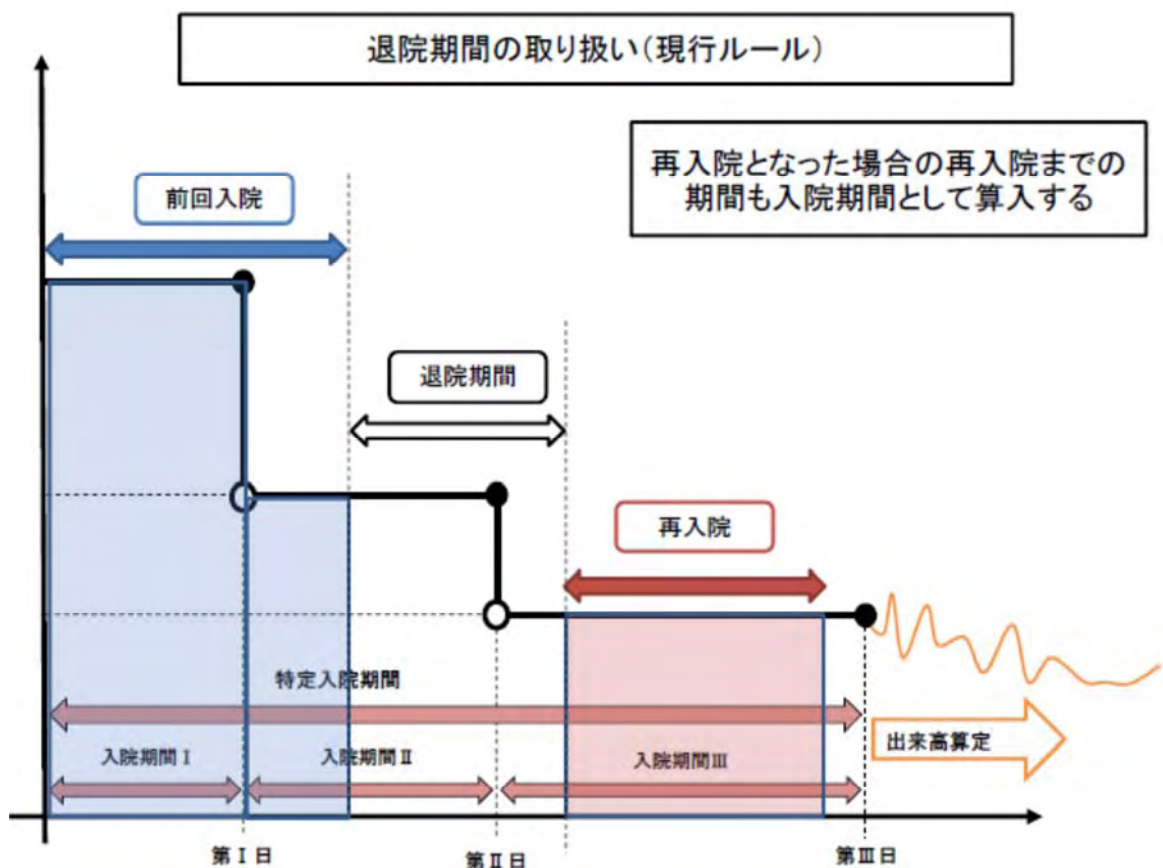 退院期間の取り扱い(現行ルール)
再入院となった場合の再入院までの
期間も入院期間として算入する
前回入院
退院期間
再入院
特定入院期間
入院期間Ⅰ
入院期間Ⅱ
入院期間Ⅲ
出来高算定
第Ⅰ日
第Ⅱ日
第Ⅲ日